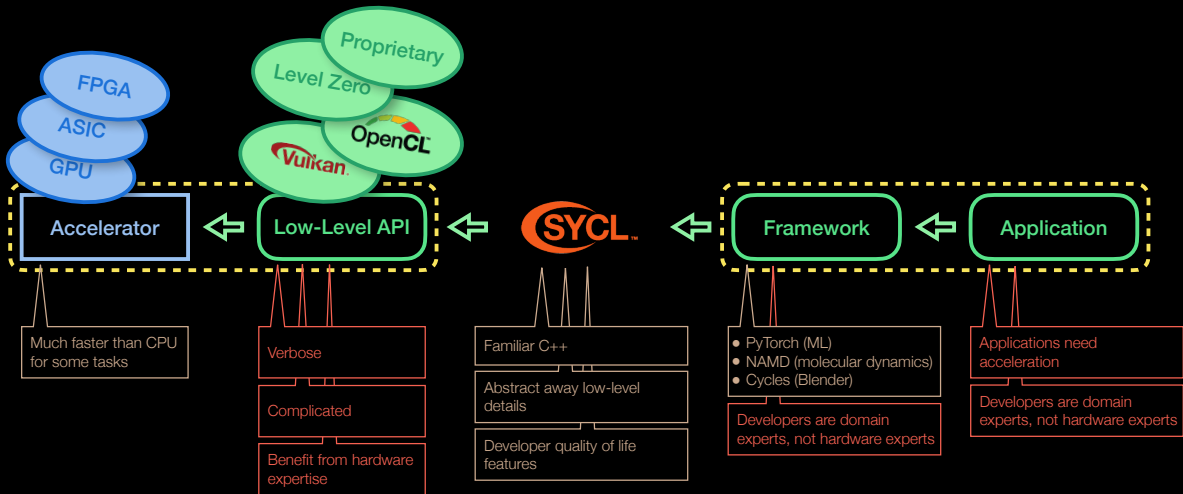 FPGA
ASIC
GPU
Proprietary
Level Zero
OpenCL™
Vulkan.
Accelerator
Low-Level API
SYCL™
Framework
Application
Much faster than CPU
for some tasks
Verbose
Complicated
Benefit from hardware
expertise
Familiar C++
Abstract away low-level
details
Developer quality of life
features
● PyTorch (ML)
● NAMD (molecular dynamics)
● Cycles (Blender)
Developers are domain
experts, not hardware experts
Applications need
acceleration
Developers are domain
experts, not hardware experts